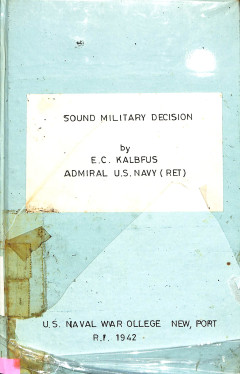 SOUND MILITARY DECISION
by
E.C. KALBFUS
ADMIRAL U.S. NAVY (RET)
U.S. NAVAL WAR OLLEGE NEW, PORT
R.I. 1942